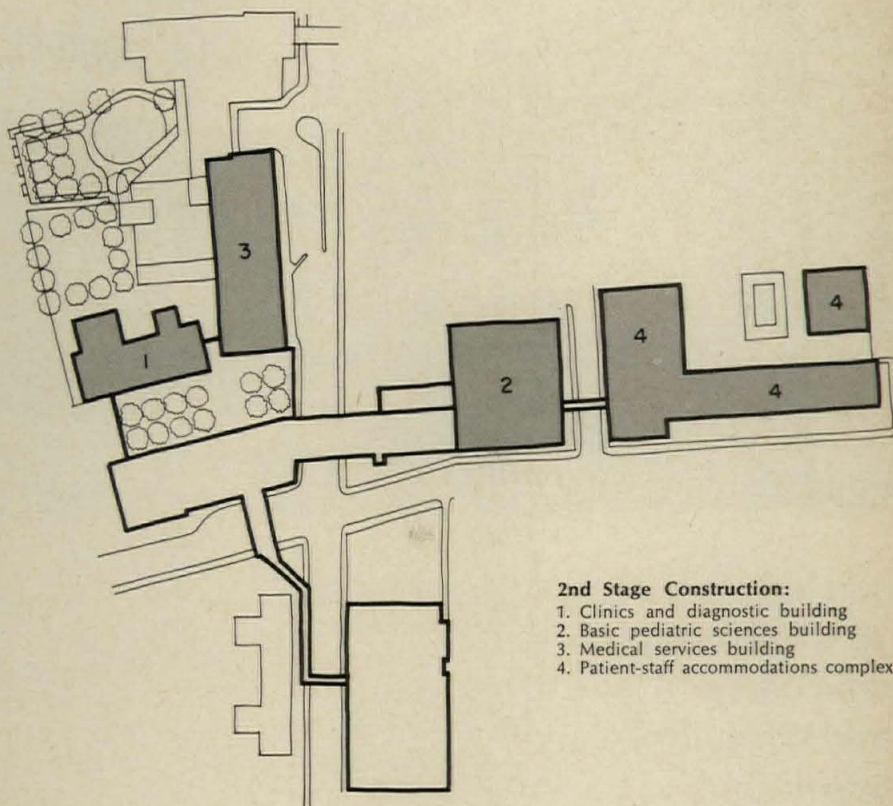 3
1
2
4
4
4
2nd Stage Construction:
1. Clinics and diagnostic building
2. Basic pediatric sciences building
3. Medical services building
4. Patient-staff accommodations complex